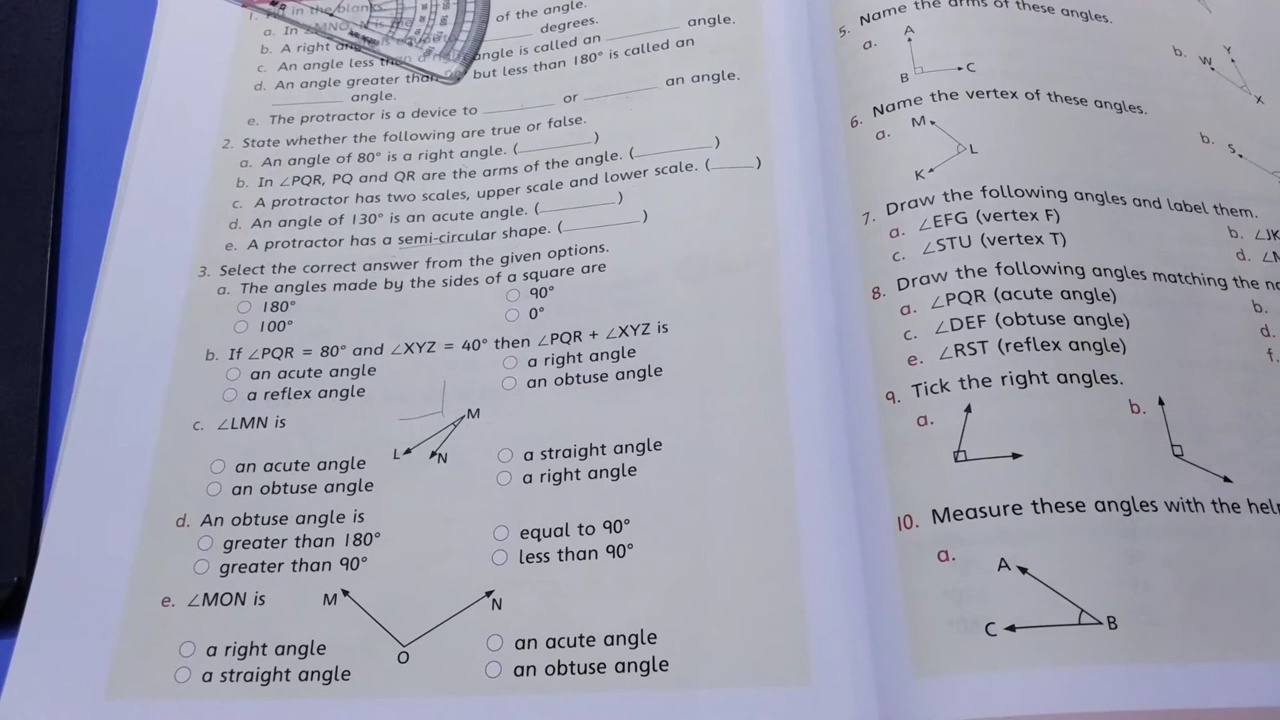 in the blanks
a. In ∠MNO, N is the of the angle.
b. A right degrees.
c. An angle less than a angle is called an angle.
d. An angle greater than but less than 180° is called an
angle.
e. The protractor is a device to or an angle.
2. State whether the following are true or false.
a. An angle of 80° is a right angle. ( )
b. In ∠PQR, PQ and QR are the arms of the angle. ( )
c. A protractor has two scales, upper scale and lower scale. ( )
d. An angle of 130° is an acute angle. ( )
e. A protractor has a semi-circular shape. ( )
3. Select the correct answer from the given options.
a. The angles made by the sides of a square are
180° 90°
100° 0°
b. If ∠PQR = 80° and ∠XYZ = 40° then ∠PQR + ∠XYZ is
an acute angle a right angle
a reflex angle an obtuse angle
c. ∠LMN is
M
L N
an acute angle a straight angle
an obtuse angle a right angle
d. An obtuse angle is
greater than 180° equal to 90°
greater than 90° less than 90°
e. ∠MON is
M N
O
a right angle an acute angle
a straight angle an obtuse angle
5. Name the arms of these angles.
a. A B C
b. Y W X
6. Name the vertex of these angles.
a. M L K
b. S
7. Draw the following angles and label them.
a. ∠EFG (vertex F) b.
c. ∠STU (vertex T) d.
8. Draw the following angles matching the
a. ∠PQR (acute angle) b.
c. ∠DEF (obtuse angle) d.
e. ∠RST (reflex angle) f.
9. Tick the right angles.
a. b.
10. Measure these angles with the
a.
A
C B